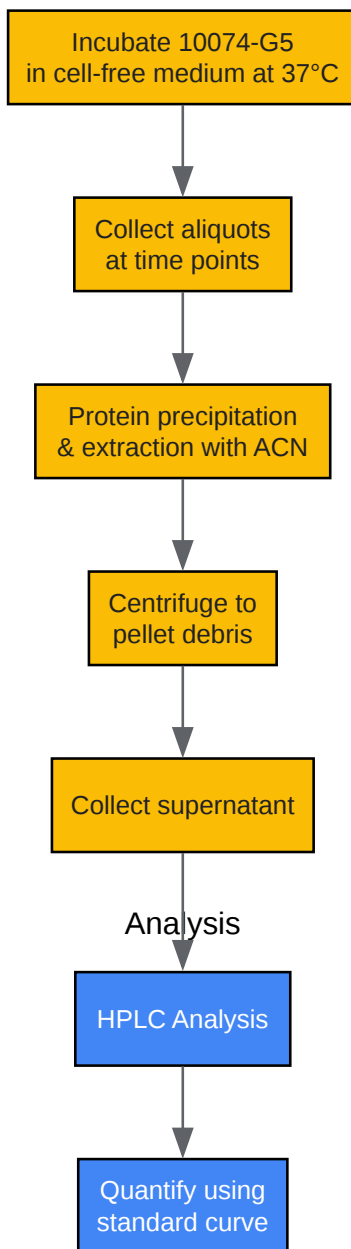 Incubate 10074-G5
in cell-free medium at 37°C
Collect aliquots
at time points
Protein precipitation
& extraction with ACN
Centrifuge to
pellet debris
Collect supernatant
Analysis
HPLC Analysis
Quantify using
standard curve